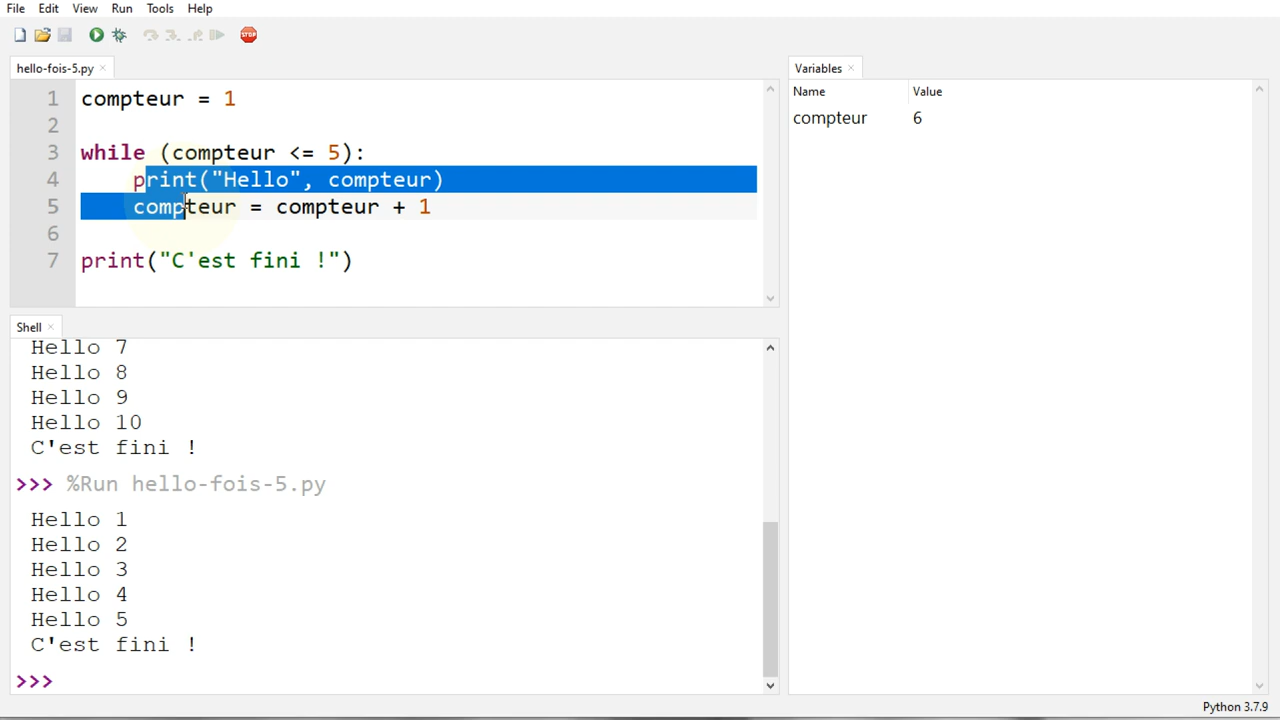 File Edit View Run Tools Help
STOP
hello-fois-5.py
1 compteur = 1
2
3 while (compteur <= 5):
4 print("Hello", compteur)
5 compteur = compteur + 1
6
7 print("C'est fini !")
Shell
Hello 7
Hello 8
Hello 9
Hello 10
C'est fini !
>>> %Run hello-fois-5.py
Hello 1
Hello 2
Hello 3
Hello 4
Hello 5
C'est fini !
>>>
Variables
Name Value
compteur 6
Python 3.7.9